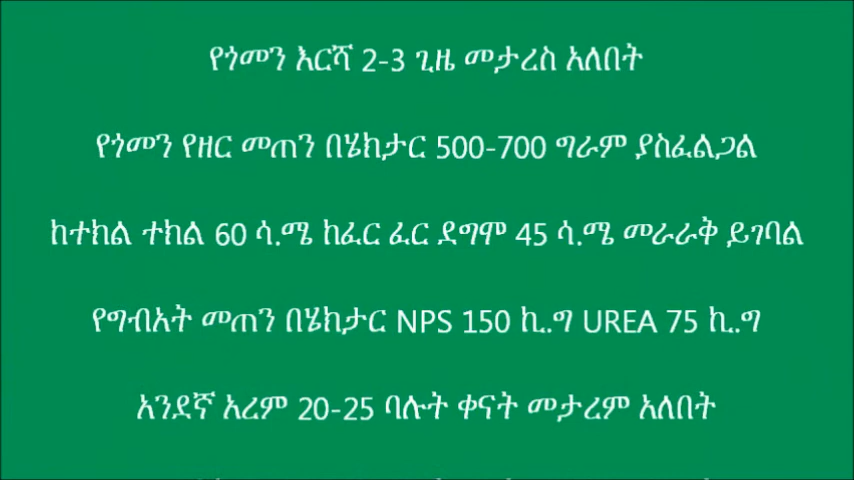 የጎመን እርሻ 2-3 ጊዜ መታረስ አለበት
የጎመን የዘር መጠን በሄክታር 500-700 ግራም ያስፈልጋል
ከተክል ተክል 60 ሳ.ሜ ከፈር ፈር ደግሞ 45 ሳ.ሜ መራራቅ ይገባል
የግብአት መጠን በሄክታር NPS 150 ኪ..ግ UREA 75 ኪ..ግ
አንደኛ አረም 20-25 ባሉት ቀናት መታረም አለበት